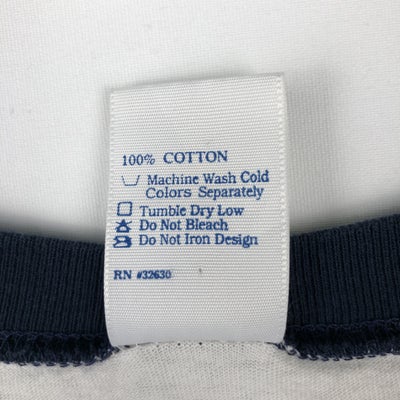 100% COTTON
Machine Wash Cold
Colors Separately
Tumble Dry Low
Do Not Bleach
Do Not Iron Design
RN #32630